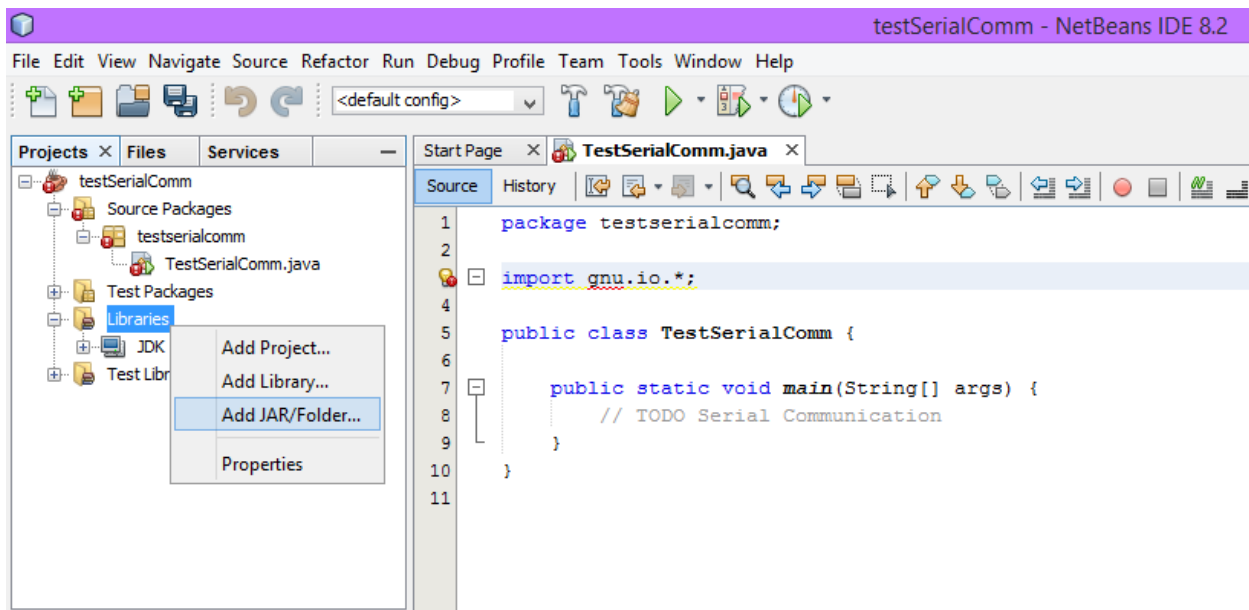 testSerialComm - NetBeans IDE 8.2
File Edit View Navigate Source Refactor Run Debug Profile Team Tools Window Help
<default config>
Projects Files Services
testSerialComm
Source Packages
testserialcomm
TestSerialComm.java
Test Packages
Libraries
JDK
Test Libr
Add Project...
Add Library...
Add JAR/Folder...
Properties
Start Page TestSerialComm.java
Source History
1 package testserialcomm;
2
import gnu.io.*;
4
5 public class TestSerialComm {
6
7 public static void main(String[] args) {
8 // TODO Serial Communication
9 }
10 }
11